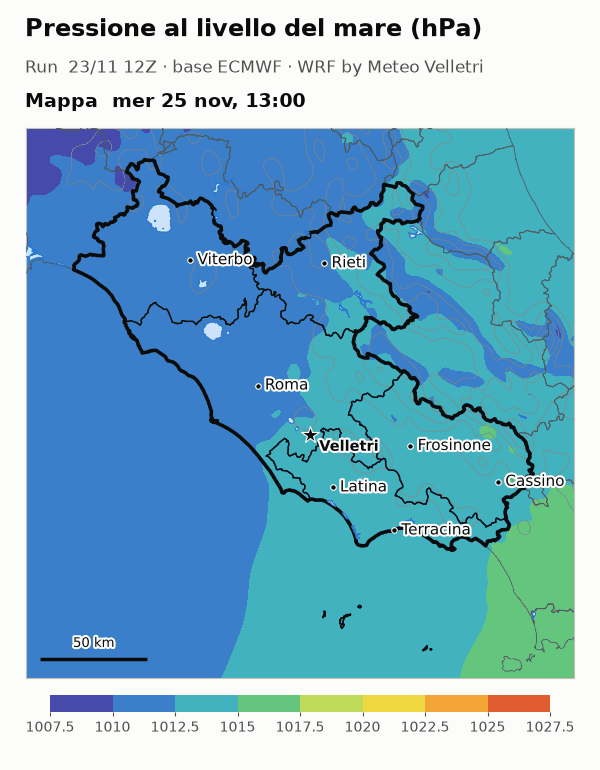 Pressione al livello del mare (hPa)
Run 23/11 12Z · base ECMWF · WRF by Meteo Velletri
Mappa mer 25 nov, 13:00
Viterbo
Rieti
Roma
Velletri
Frosinone
Latina
Cassino
Terracina
50 km
1007.5 1010 1012.5 1015 1017.5 1020 1022.5 1025 1027.5